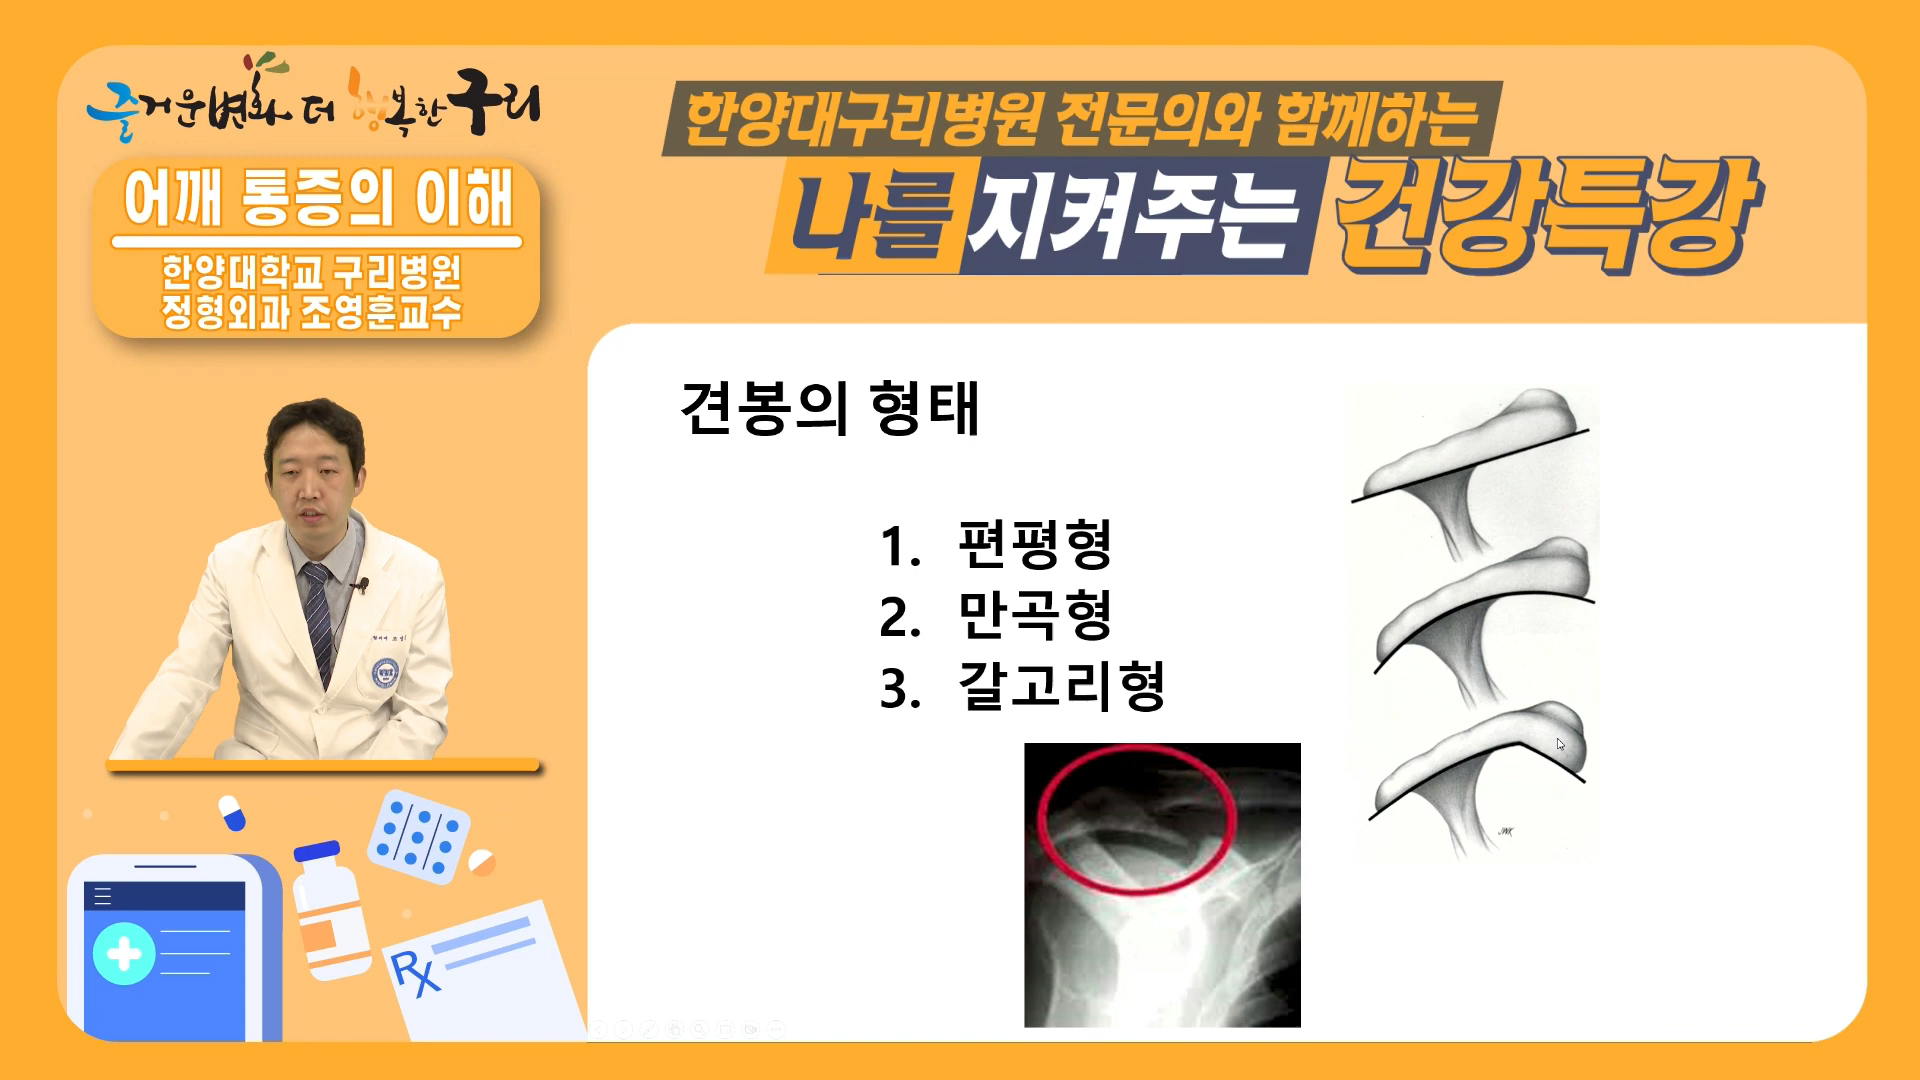 즐거운변화 더 행복한구리
어깨 통증의 이해
한양대학교 구리병원
정형외과 조영훈교수
한양대구리병원 전문의와 함께하는
나를 지켜주는 건강특강
견봉의 형태
1. 편평형
2. 만곡형
3. 갈고리형
Rx